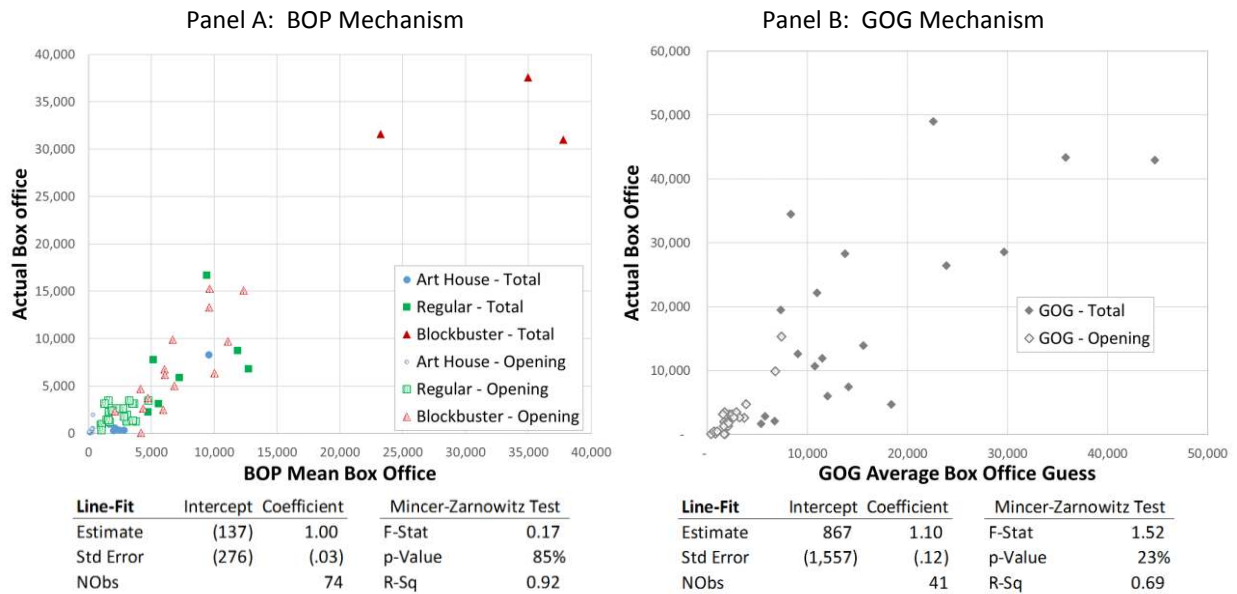 Panel A: BOP Mechanism
40,000
35,000
30,000
25,000
20,000
15,000
10,000
5,000
0
Actual Box office
Art House - Total
Regular - Total
Blockbuster - Total
Art House - Opening
Regular - Opening
Blockbuster - Opening
0 5,000 10,000 15,000 20,000 25,000 30,000 35,000 40,000
BOP Mean Box Office
Line-Fit Intercept Coefficient Mincer-Zarnowitz Test
Estimate (137) 1.00 F-Stat 0.17
Std Error (276) (.03) p-Value 85%
NObs 74 R-Sq 0.92
Panel B: GOG Mechanism
60,000
50,000
40,000
30,000
20,000
10,000
-
Actual Box Office
GOG - Total
GOG - Opening
- 10,000 20,000 30,000 40,000 50,000
GOG Average Box Office Guess
Line-Fit Intercept Coefficient Mincer-Zarnowitz Test
Estimate 867 1.10 F-Stat 1.52
Std Error (1,557) (.12) p-Value 23%
NObs 41 R-Sq 0.69